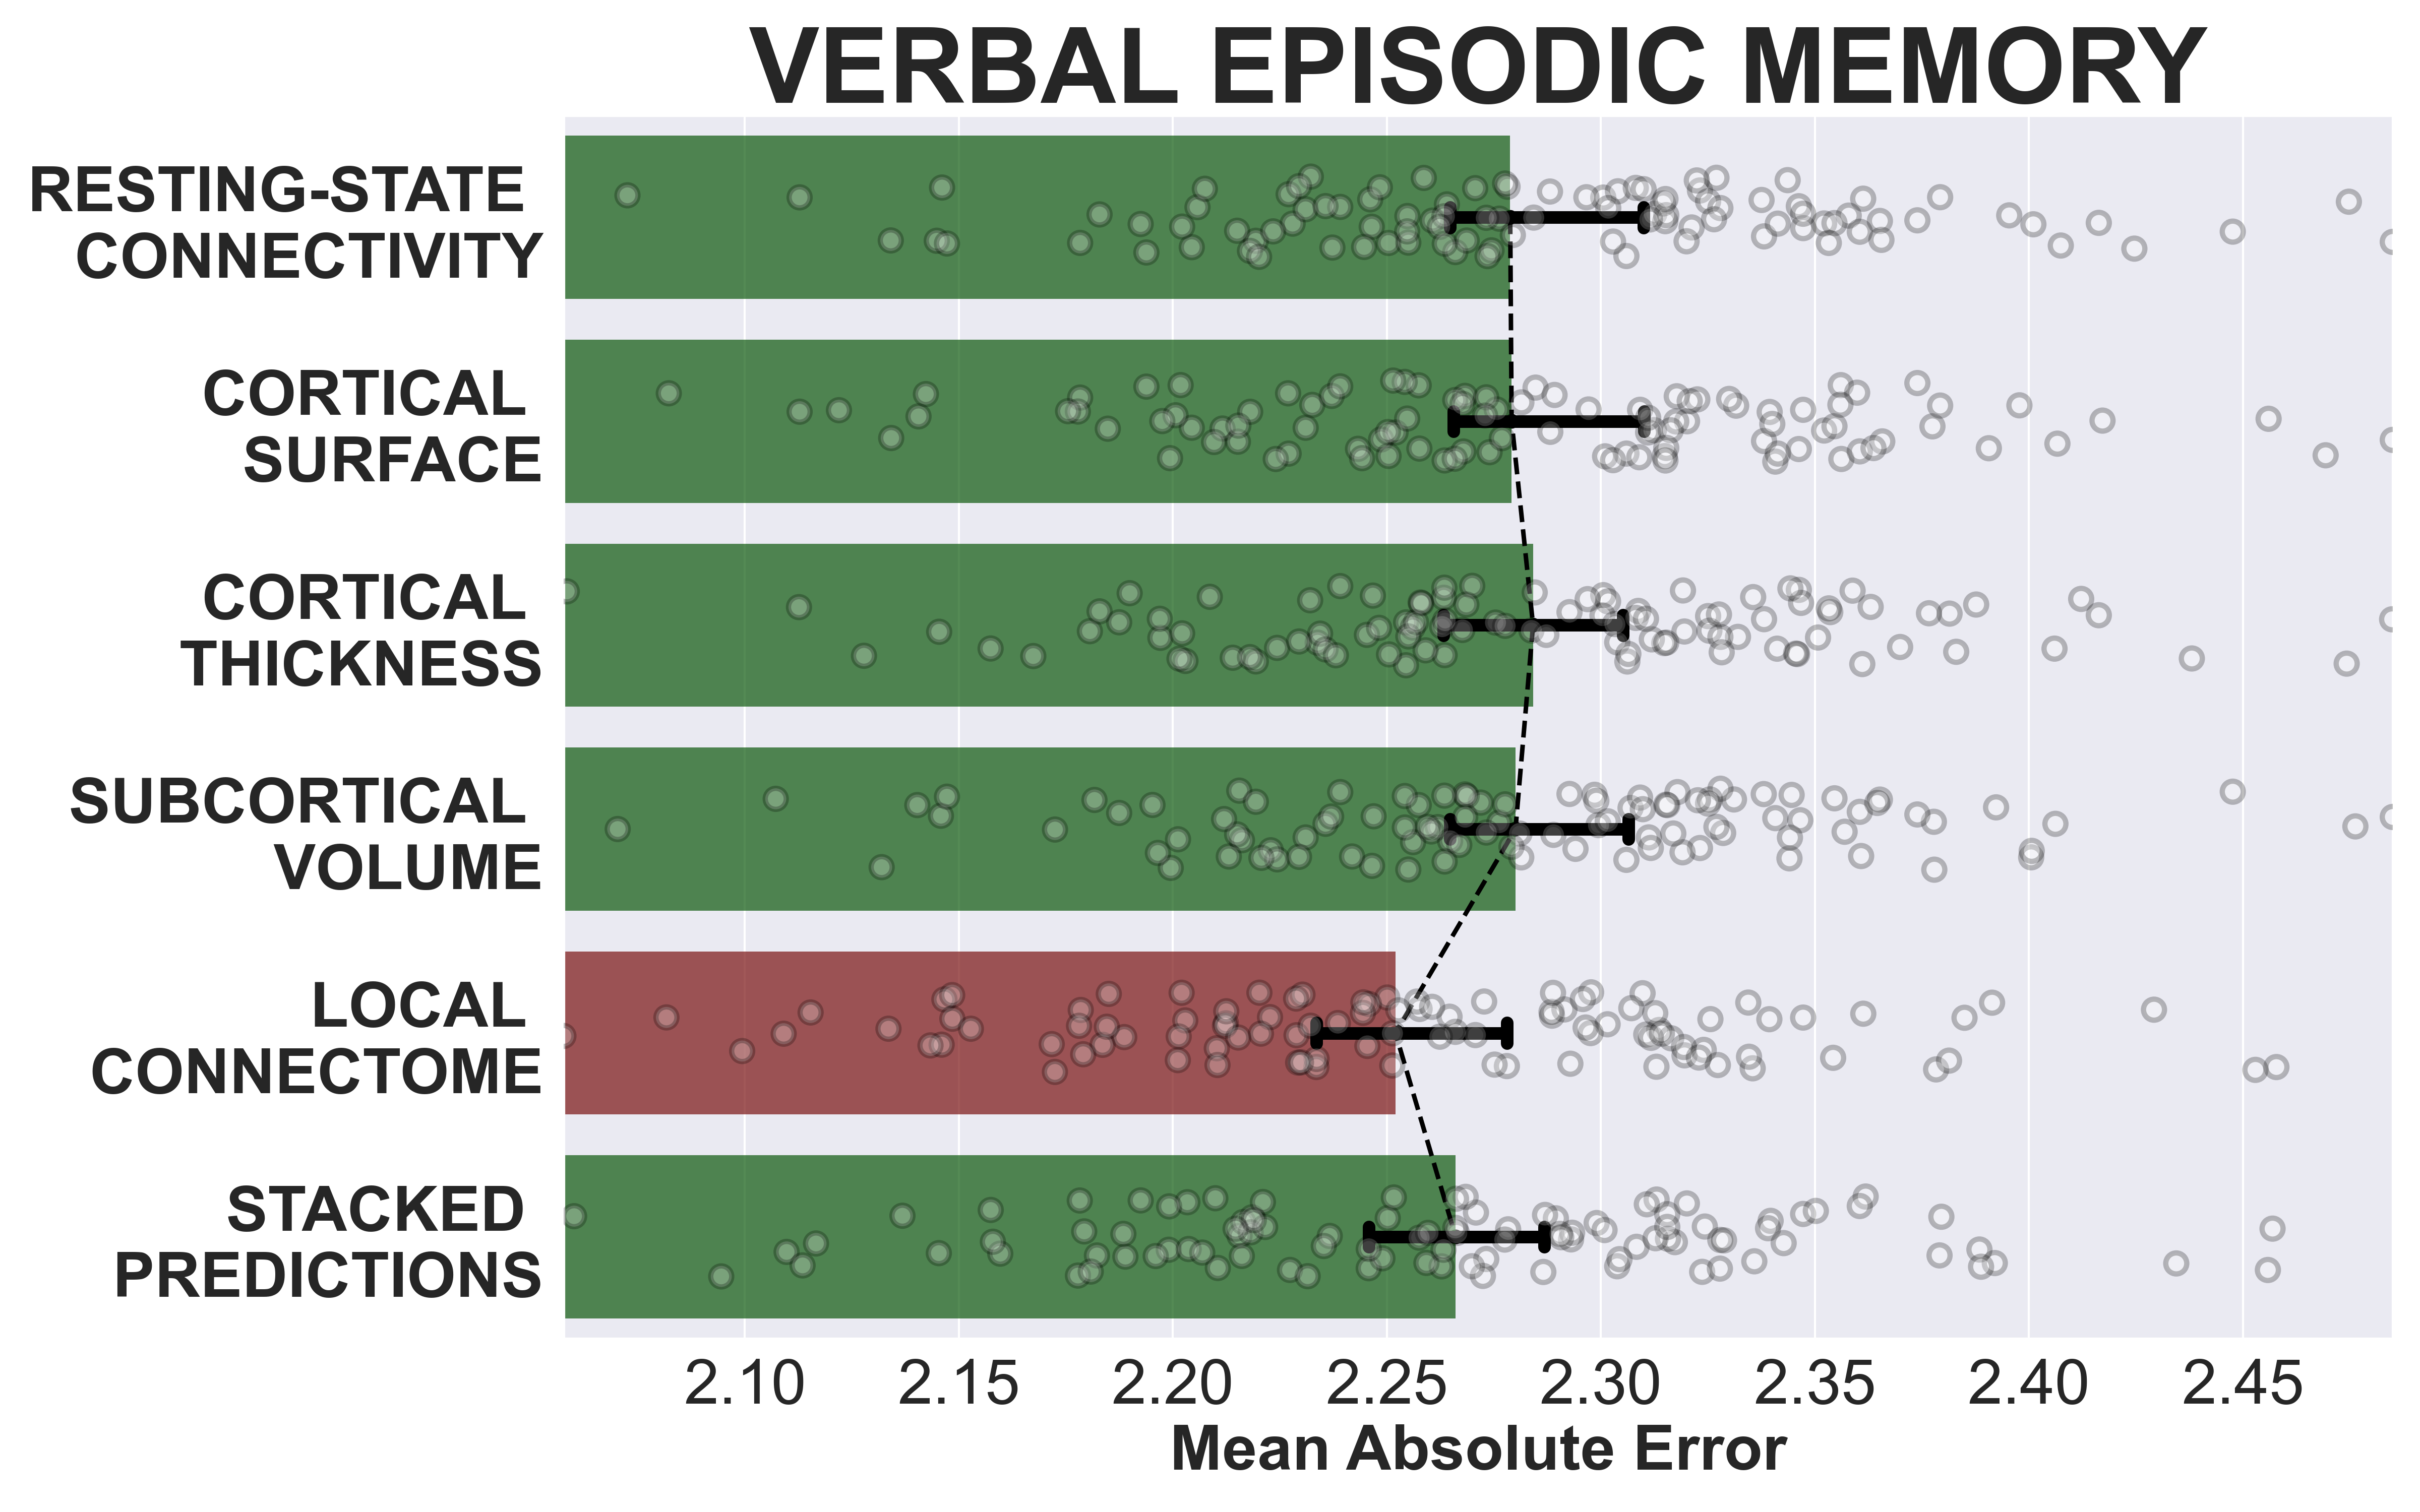 VERBAL EPISODIC MEMORY
RESTING-STATE
CONNECTIVITY
CORTICAL
SURFACE
CORTICAL
THICKNESS
SUBCORTICAL
VOLUME
LOCAL
CONNECTOME
STACKED
PREDICTIONS
2.10 2.15 2.20 2.25 2.30 2.35 2.40 2.45
Mean Absolute Error